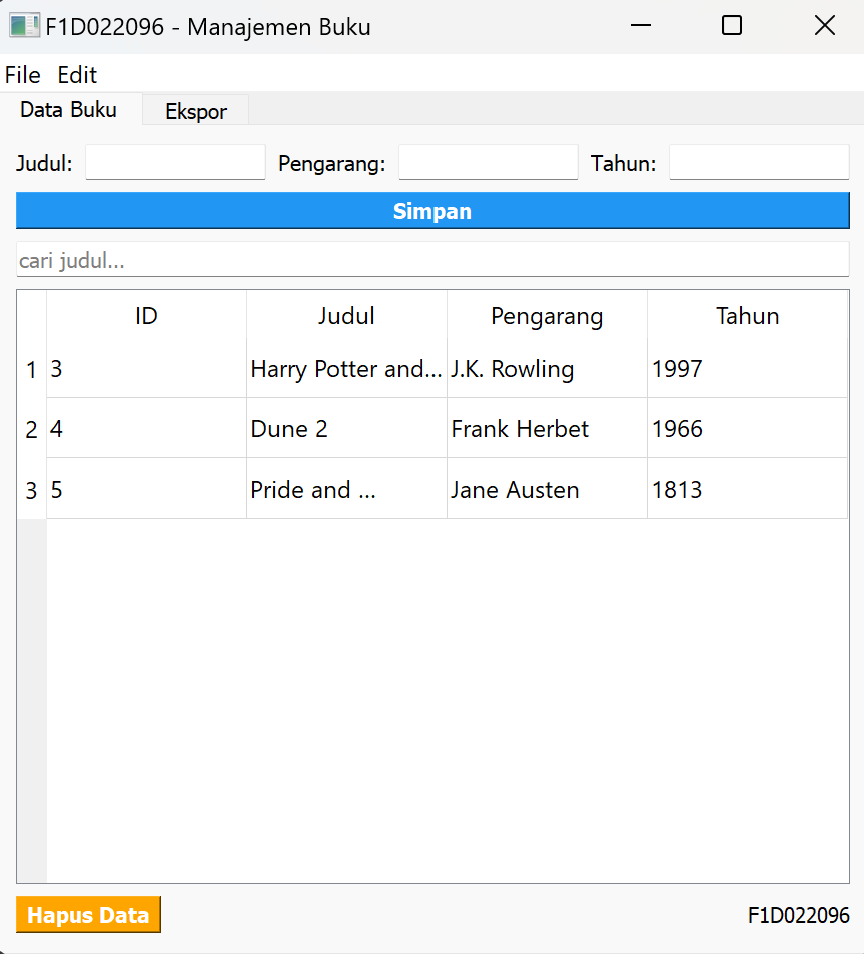 F1D022096 - Manajemen Buku
File Edit
Data Buku Ekspor
Judul: Pengarang: Tahun:
Simpan
cari judul...
ID Judul Pengarang Tahun
1 3 Harry Potter and... J.K. Rowling 1997
2 4 Dune 2 Frank Herbet 1966
3 5 Pride and ... Jane Austen 1813
Hapus Data F1D022096